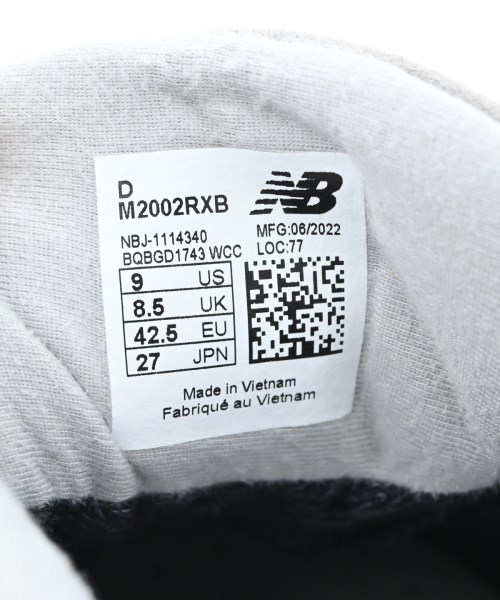 D
M2002RXB
NB
NBJ-1114340
BQBGD1743 WCC
MFG:06/2022
LOC:77
9 US
8.5 UK
42.5 EU
27 JPN
Made in Vietnam
Fabriqué au Vietnam